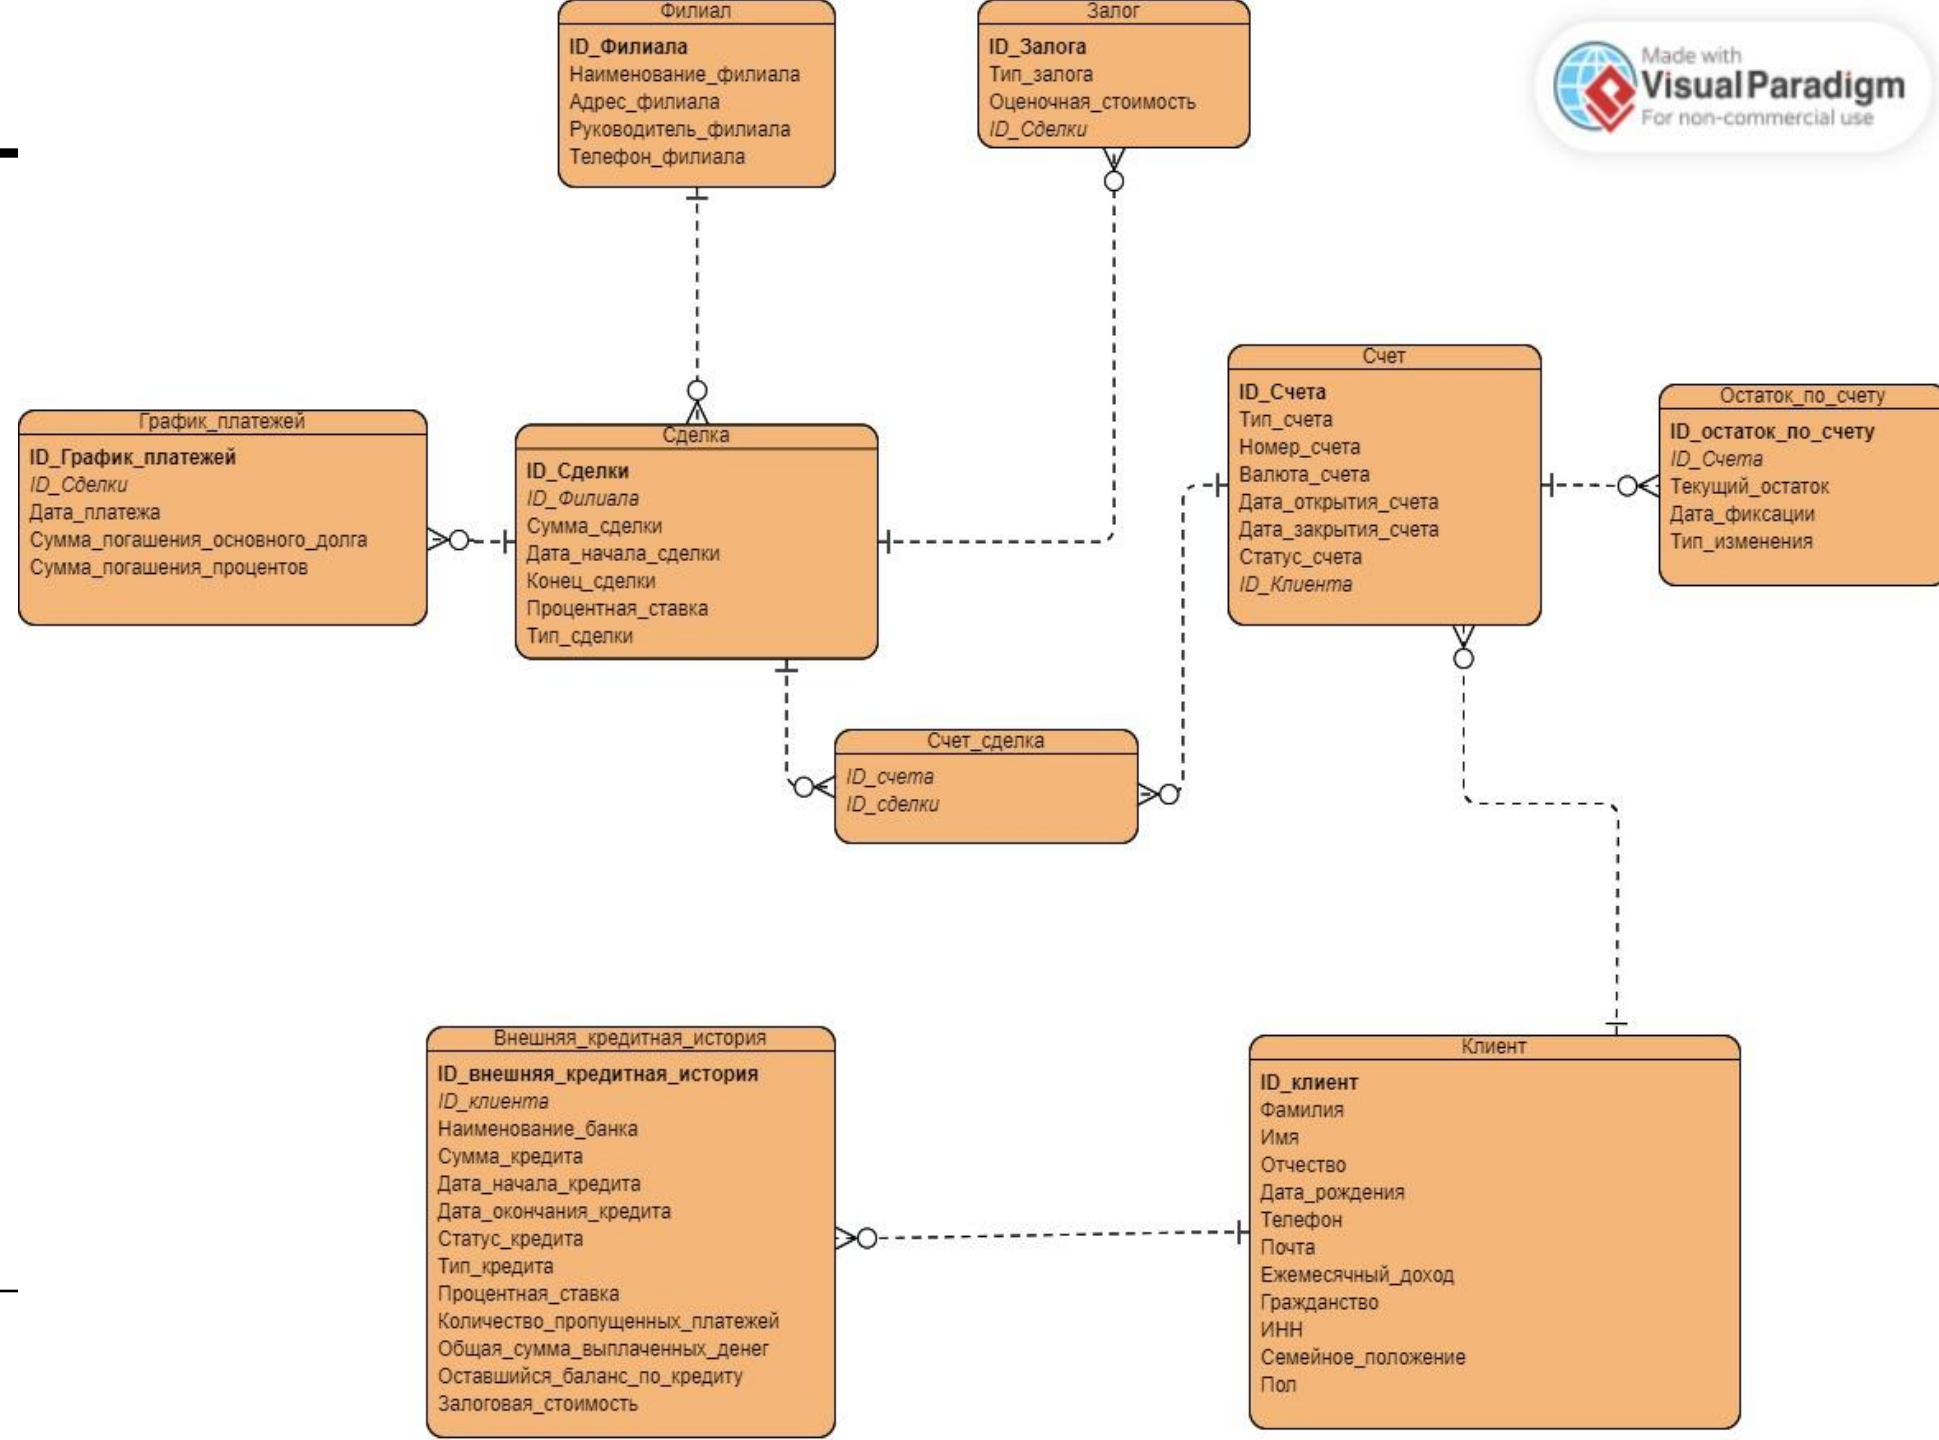 Филиал
ID_Филиала
Наименование_филиала
Адрес_филиала
Руководитель_филиала
Телефон_филиала
Залог
ID_Залога
Тип_залога
Оценочная_стоимость
ID_Сделки
Made with
VisualParadigm
For non-commercial use
График_платежей
ID_График_платежей
ID_Сделки
Дата_платежа
Сумма_погашения_основного_долга
Сумма_погашения_процентов
Сделка
ID_Сделки
ID_Филиала
Сумма_сделки
Дата_начала_сделки
Конец_сделки
Процентная_ставка
Тип_сделки
Счет
ID_Счета
Тип_счета
Номер_счета
Валюта_счета
Дата_открытия_счета
Дата_закрытия_счета
Статус_счета
ID_Клиента
Остаток_по_счету
ID_остаток_по_счету
ID_Счета
Текущий_остаток
Дата_фиксации
Тип_изменения
Счет_сделка
ID_счета
ID_сделки
Внешняя_кредитная_история
ID_внешняя_кредитная_история
ID_клиента
Наименование_банка
Сумма_кредита
Дата_начала_кредита
Дата_окончания_кредита
Статус_кредита
Тип_кредита
Процентная_ставка
Количество_пропущенных_платежей
Общая_сумма_выплаченных_денег
Оставшийся_баланс_по_кредиту
Залоговая_стоимость
Клиент
ID_клиент
Фамилия
Имя
Отчество
Дата_рождения
Телефон
Почта
Ежемесячный_доход
Гражданство
ИНН
Семейное_положение
Пол